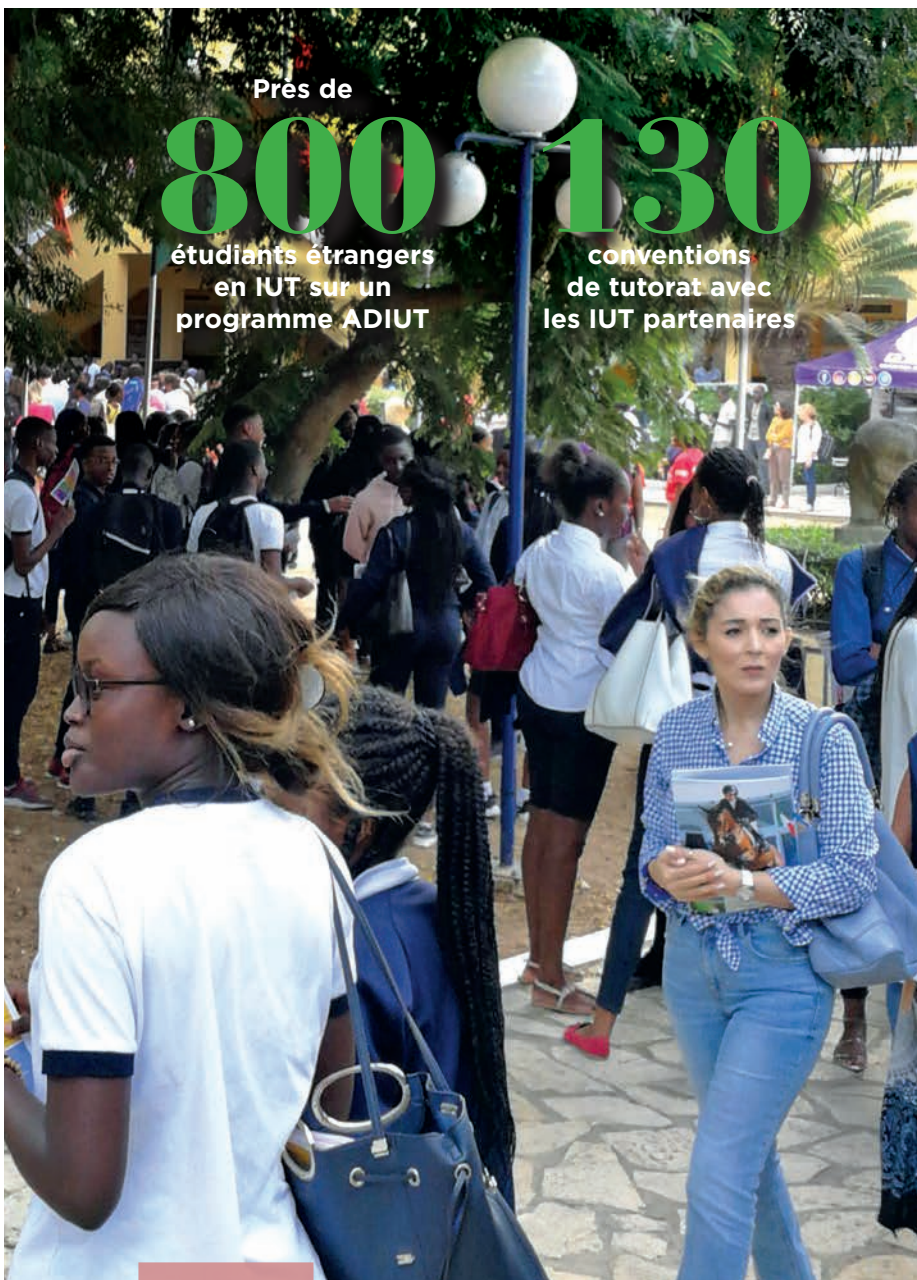 Près de
800
étudiants étrangers
en IUT sur un
programme ADIUT
130
conventions
de tutorat avec
les IUT partenaires